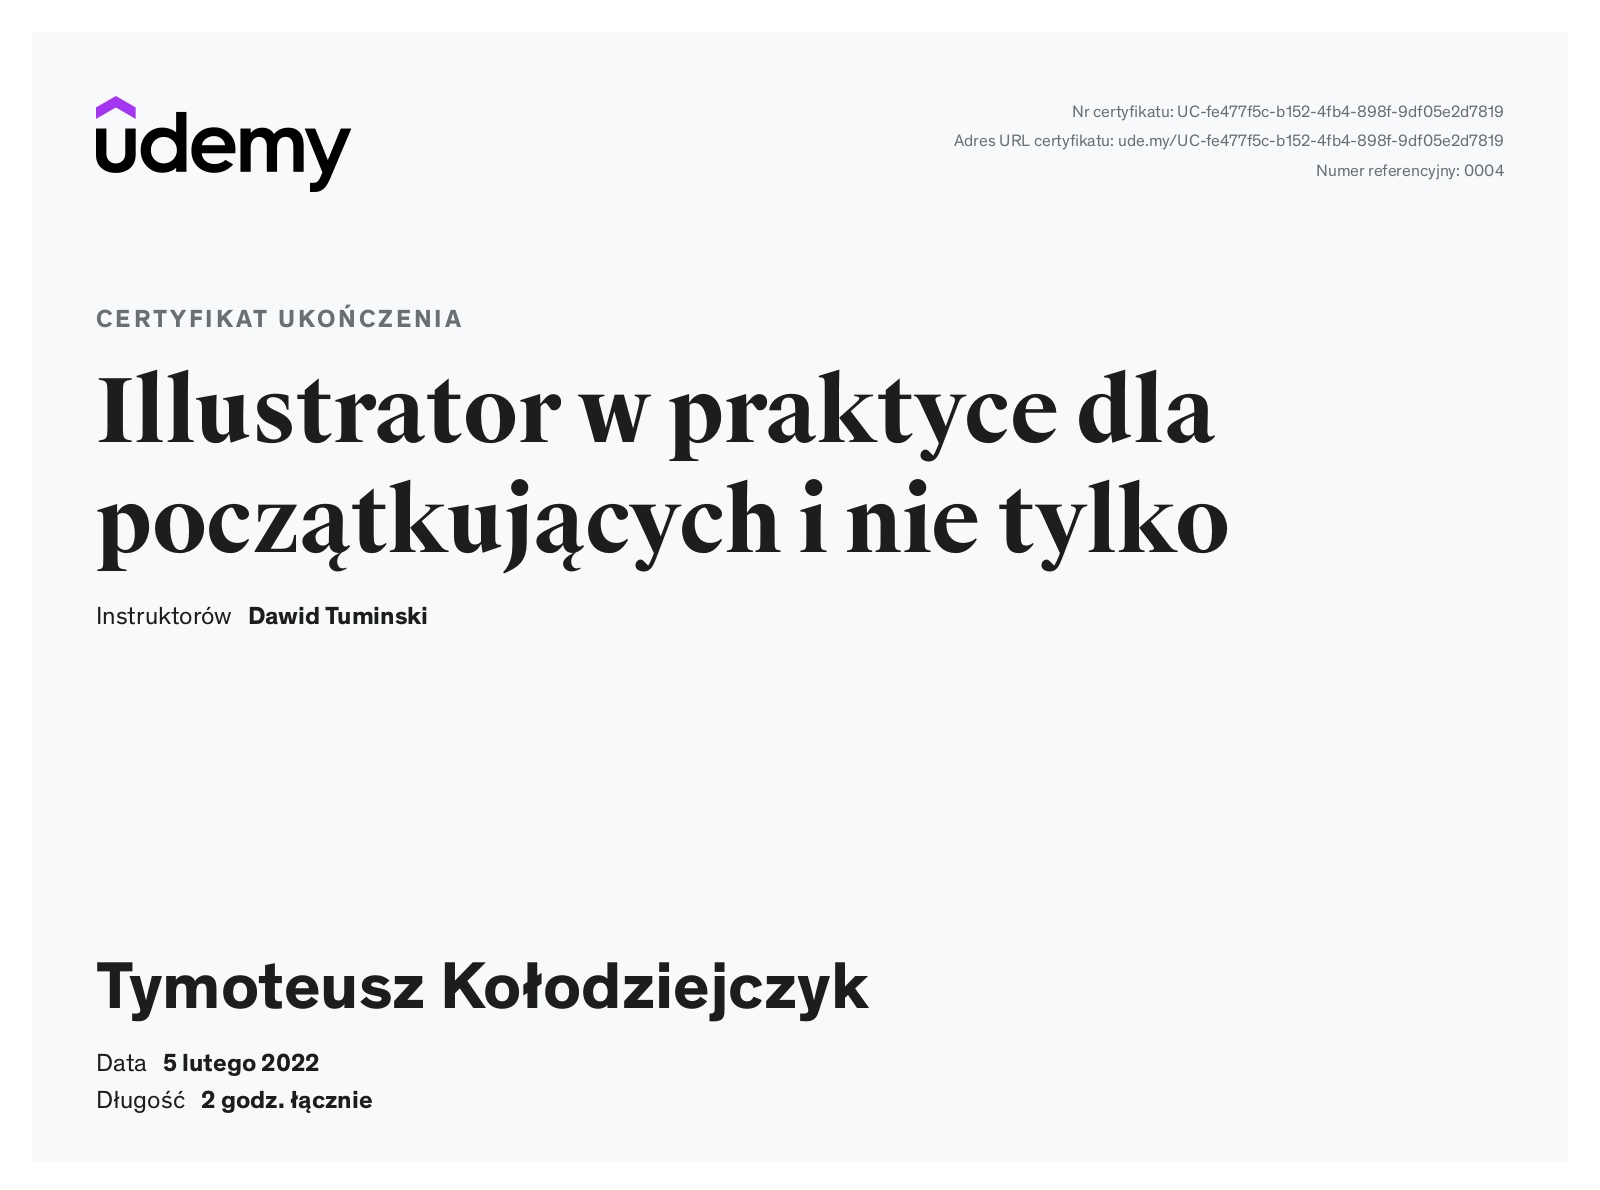 udemy
Nr certyfikatu: UC-fe477f5c-b152-4fb4-898f-9df05e2d7819
Adres URL certyfikatu: ude.my/UC-fe477f5c-b152-4fb4-898f-9df05e2d7819
Numer referencyjny: 0004
CERTYFIKAT UKOŃCZENIA
Illustrator w praktyce dla
początkujących i nie tylko
Instruktorów Dawid Tuminski
Tymoteusz Kołodziejczyk
Data 5 lutego 2022
Długość 2 godz. łącznie